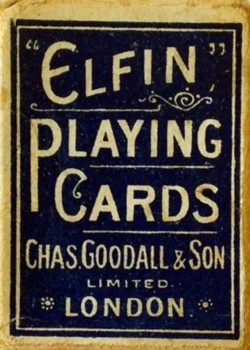 "ELFIN"
PLAYING
CARDS
CHAS. GOODALL & SON
LIMITED.
LONDON